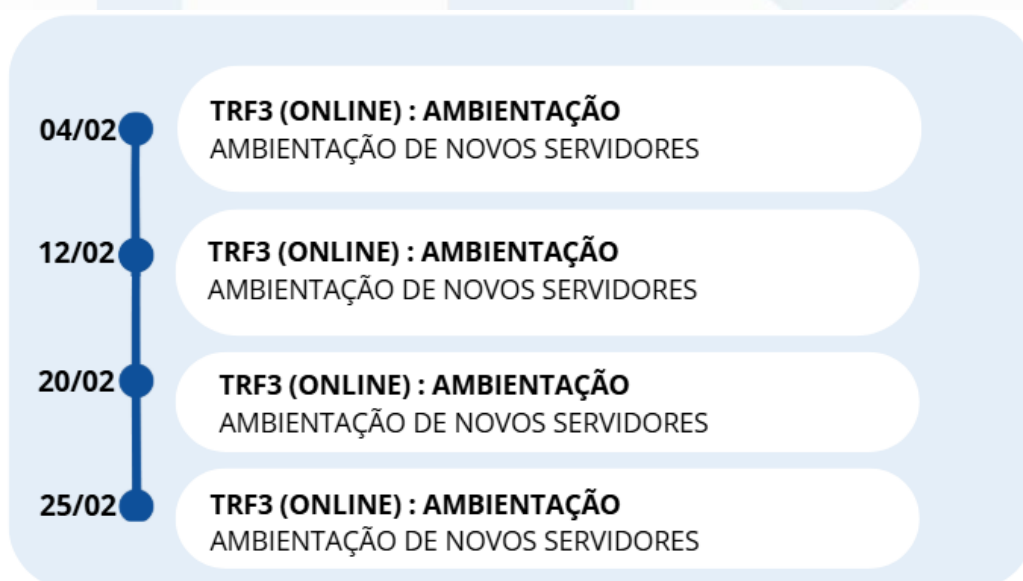 04/02
TRF3 (ONLINE) : AMBIENTAÇÃO
AMBIENTAÇÃO DE NOVOS SERVIDORES
12/02
TRF3 (ONLINE) : AMBIENTAÇÃO
AMBIENTAÇÃO DE NOVOS SERVIDORES
20/02
TRF3 (ONLINE) : AMBIENTAÇÃO
AMBIENTAÇÃO DE NOVOS SERVIDORES
25/02
TRF3 (ONLINE) : AMBIENTAÇÃO
AMBIENTAÇÃO DE NOVOS SERVIDORES